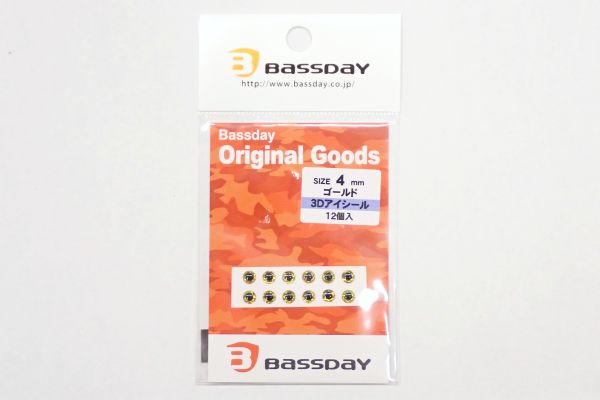 BASSDAY
http://www.bassday.co.jp/
Bassday
Original Goods
SIZE 4 mm
ゴールド
3Dアイシール
12個入
BASSDAY